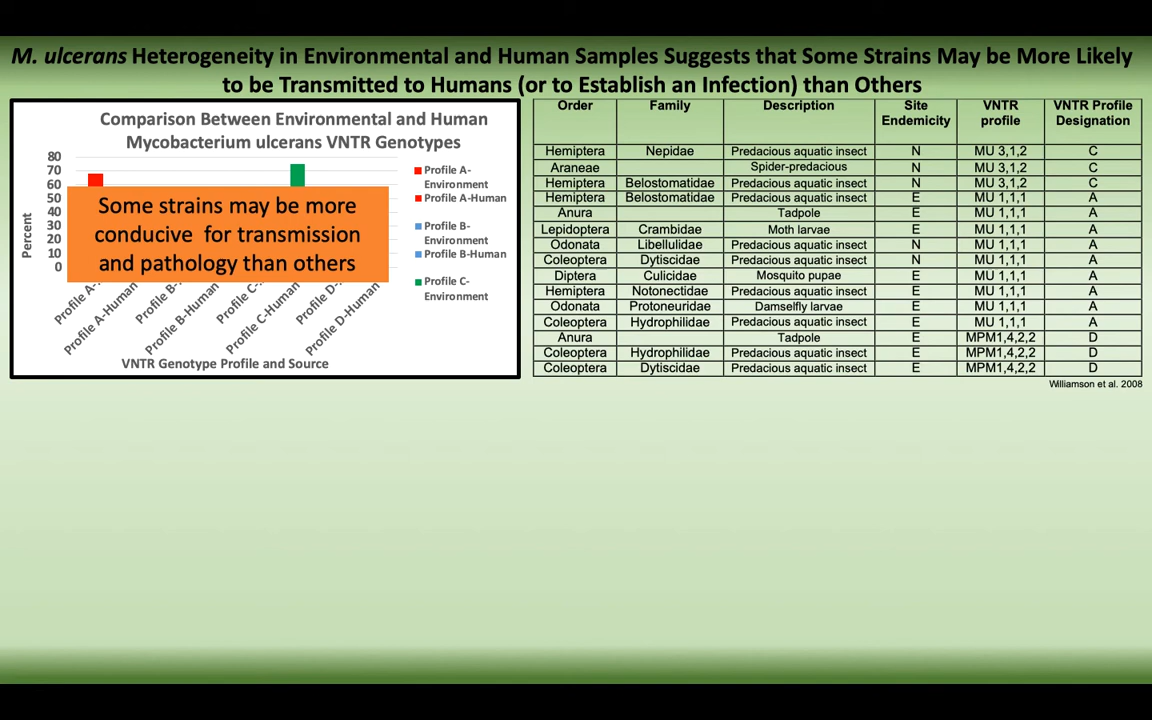 M. ulcerans Heterogeneity in Environmental and Human Samples Suggests that Some Strains May be More Likely
to be Transmitted to Humans (or to Establish an Infection) than Others
Comparison Between Environmental and Human
Mycobacterium ulcerans VNTR Genotypes
80
70
60
50
40
30
20
10
0
Percent
Some strains may be more
conducive for transmission
and pathology than others
Profile A-
Profile A-Human
Profile B-
Profile B-Human
Profile C-
Profile C-Human
Profile D-
Profile D-Human
VNTR Genotype Profile and Source
Profile A-
Environment
Profile A-Human
Profile B-
Environment
Profile B-Human
Profile C-
Environment
Order Family Description Site Endemicity VNTR profile VNTR Profile Designation
Hemiptera Nepidae Predacious aquatic insect N MU 3,1,2 C
Araneae Spider-predacious N MU 3,1,2 C
Hemiptera Belostomatidae Predacious aquatic insect N MU 3,1,2 C
Hemiptera Belostomatidae Predacious aquatic insect E MU 1,1,1 A
Anura Tadpole E MU 1,1,1 A
Lepidoptera Crambidae Moth larvae E MU 1,1,1 A
Odonata Libellulidae Predacious aquatic insect N MU 1,1,1 A
Coleoptera Dytiscidae Predacious aquatic insect N MU 1,1,1 A
Diptera Culicidae Mosquito pupae E MU 1,1,1 A
Hemiptera Notonectidae Predacious aquatic insect E MU 1,1,1 A
Odonata Protoneuridae Damselfly larvae E MU 1,1,1 A
Coleoptera Hydrophilidae Predacious aquatic insect E MU 1,1,1 A
Anura Tadpole E MPM1,4,2,2 D
Coleoptera Hydrophilidae Predacious aquatic insect E MPM1,4,2,2 D
Coleoptera Dytiscidae Predacious aquatic insect E MPM1,4,2,2 D
Williamson et al. 2008